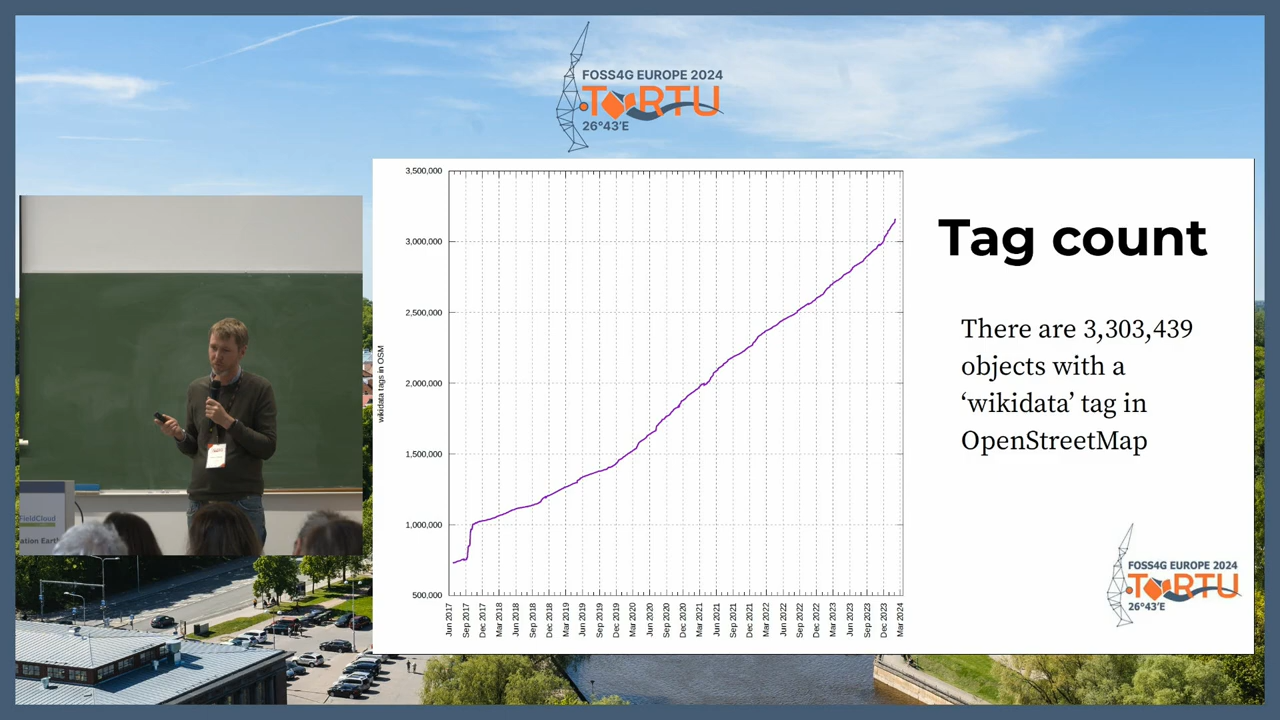 FOSS4G EUROPE 2024
TORTU
26°43'E
3,500,000
3,000,000
2,500,000
2,000,000
1,500,000
1,000,000
500,000
wikidata tags in OSM
Jun 2017
Sep 2017
Dec 2017
Mar 2018
Jun 2018
Sep 2018
Dec 2018
Mar 2019
Jun 2019
Sep 2019
Dec 2019
Mar 2020
Jun 2020
Sep 2020
Dec 2020
Mar 2021
Jun 2021
Sep 2021
Dec 2021
Mar 2022
Jun 2022
Sep 2022
Dec 2022
Mar 2023
Jun 2023
Sep 2023
Dec 2023
Mar 2024
Tag count
There are 3,303,439
objects with a
‘wikidata’ tag in
OpenStreetMap
FOSS4G EUROPE 2024
TORTU
26°43'E
FieldCloud
ation Earth